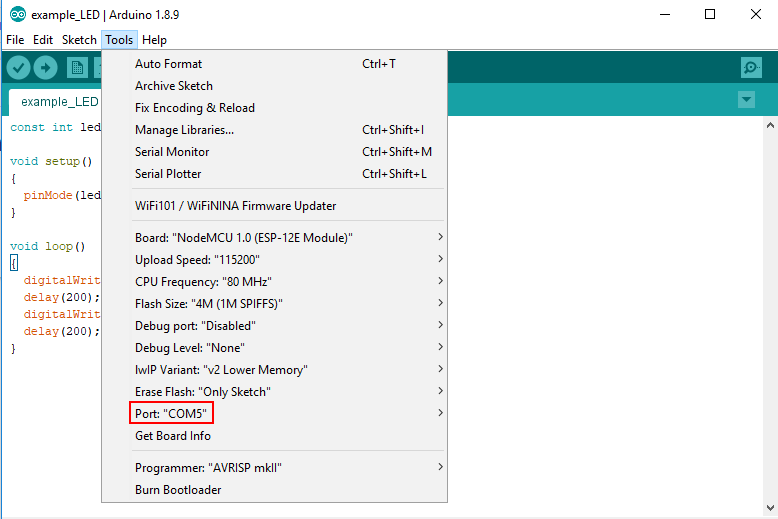 example_LED | Arduino 1.8.9
File Edit Sketch Tools Help
Auto Format Ctrl+T
Archive Sketch
Fix Encoding & Reload
Manage Libraries... Ctrl+Shift+I
Serial Monitor Ctrl+Shift+M
Serial Plotter Ctrl+Shift+L
WiFi101 / WiFiNINA Firmware Updater
Board: "NodeMCU 1.0 (ESP-12E Module)"
Upload Speed: "115200"
CPU Frequency: "80 MHz"
Flash Size: "4M (1M SPIFFS)"
Debug port: "Disabled"
Debug Level: "None"
lwIP Variant: "v2 Lower Memory"
Erase Flash: "Only Sketch"
Port: "COM5"
Get Board Info
Programmer: "AVRISP mkII"
Burn Bootloader
example_LED
const int led
void setup()
{
pinMode(led
}
void loop()
{
digitalWrit
delay(200);
digitalWrit
delay(200);
}